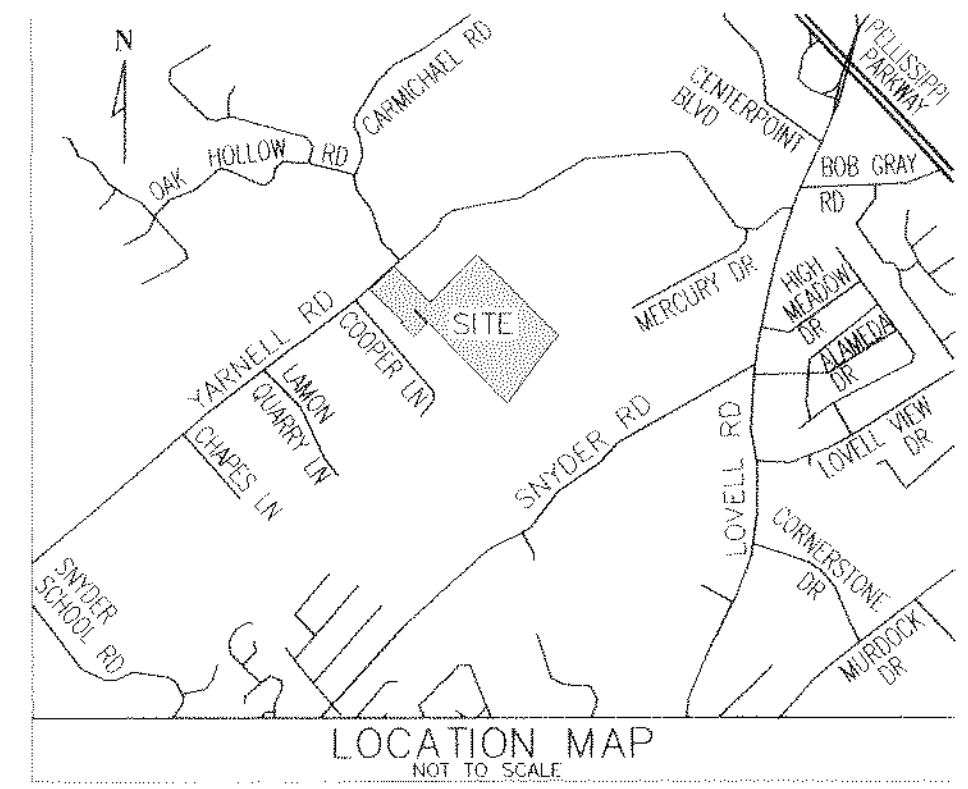 N
CARMICHAEL RD
PELLISSIPPI
PARKWAY
CENTERPOINT
BLVD
OAK HOLLOW RD
BOB GRAY
RD
MERCURY DR
HIGH
MEADOW
DR
ALAMEDA
DR
SITE
YARNELL RD
COOPER LN
LAMON
QUARRY LN
CHAPES LN
SNYDER RD
LOVELL RD
LOVELL VIEW
DR
CORNERSTONE
DR
SNYDER
SCHOOL RD
MURDOCK
DR
LOCATION MAP
NOT TO SCALE